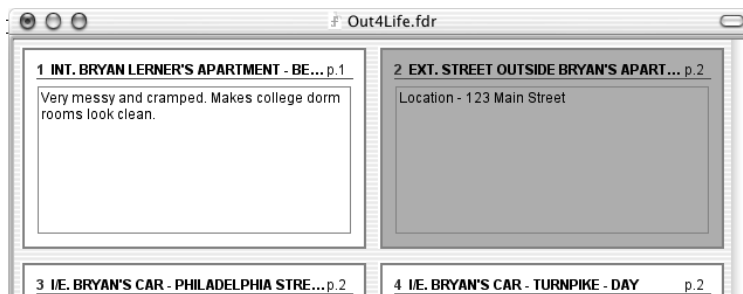 Out4Life.fdr
1 INT. BRYAN LERNER'S APARTMENT - BE... p.1
Very messy and cramped. Makes college dorm
rooms look clean.
2 EXT. STREET OUTSIDE BRYAN'S APART... p.2
Location - 123 Main Street
3 I/E. BRYAN'S CAR - PHILADELPHIA STRE... p.2
4 I/E. BRYAN'S CAR - TURNPIKE - DAY p.2